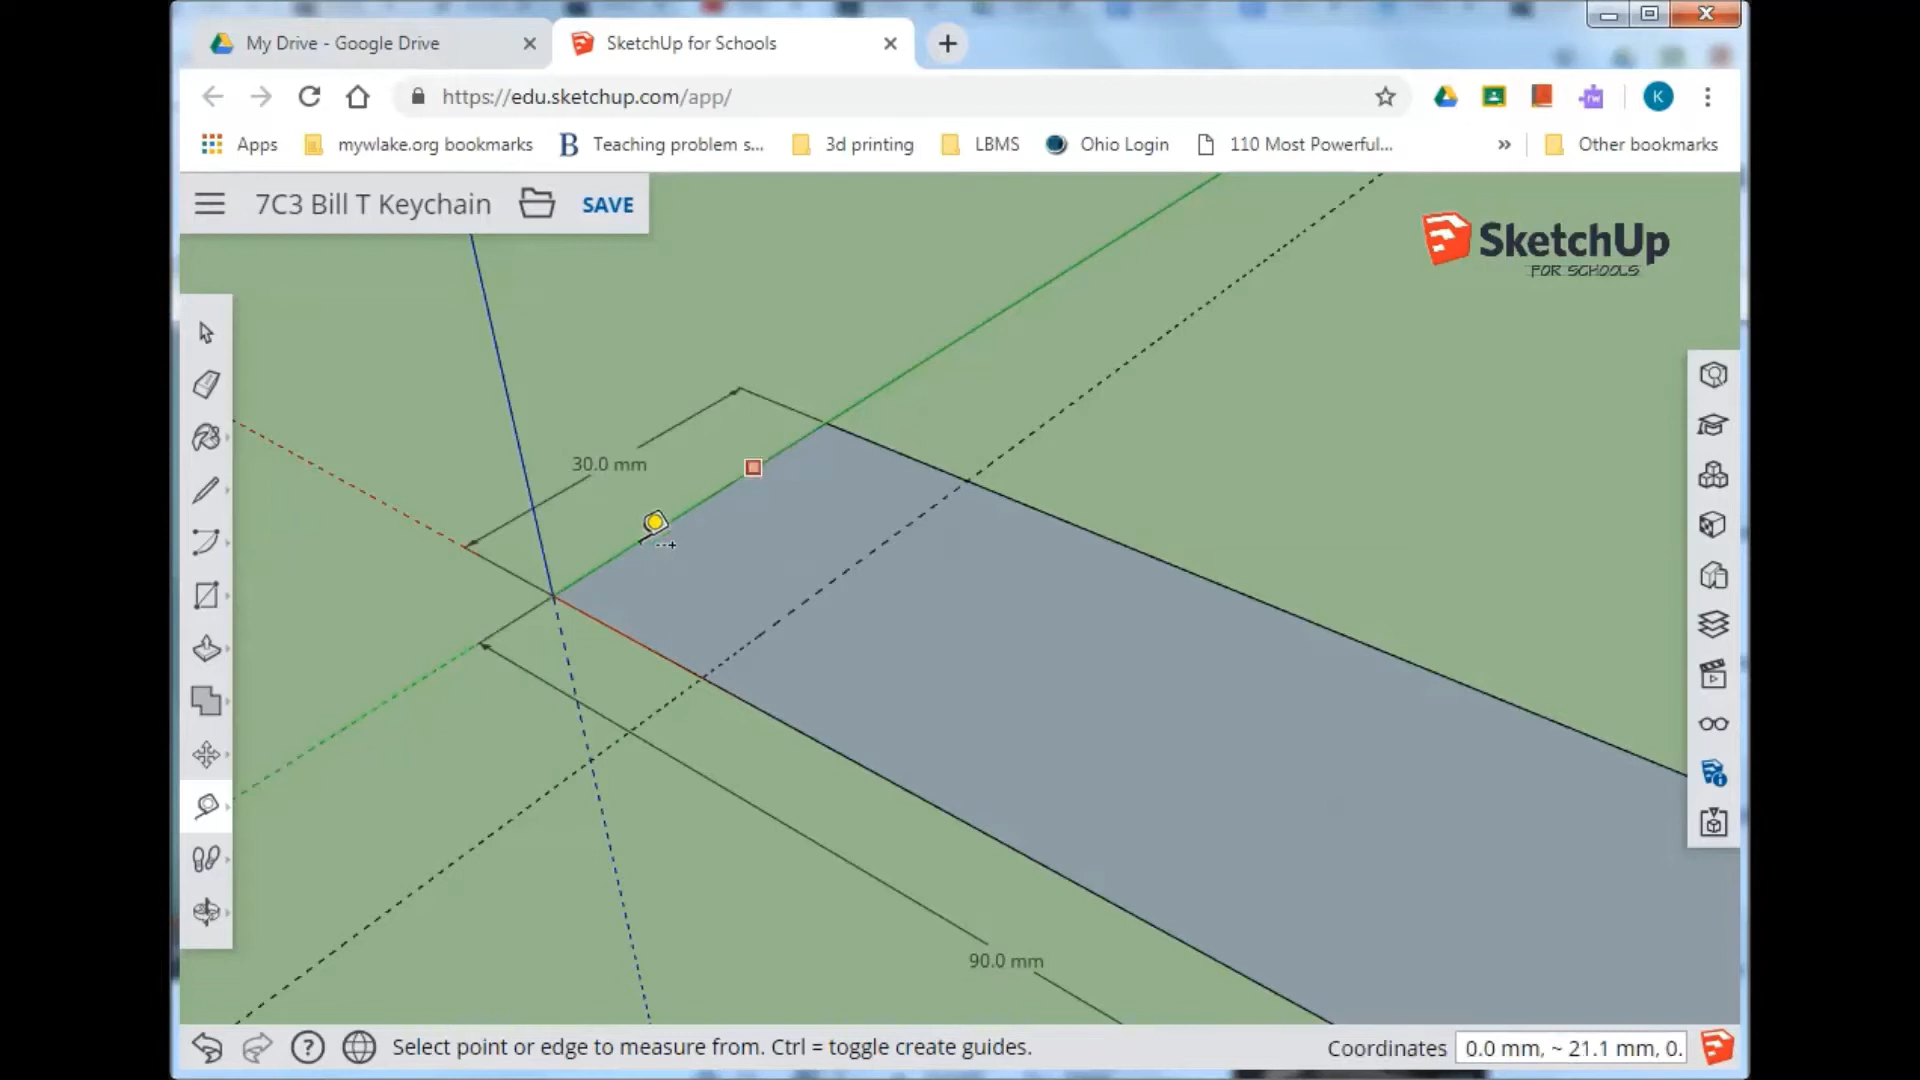 My Drive - Google Drive
SketchUp for Schools
https://edu.sketchup.com/app/
K
Apps
mywlake.org bookmarks
B Teaching problem s...
3d printing
LBMS
Ohio Login
110 Most Powerful...
»
Other bookmarks
7C3 Bill T Keychain
SAVE
SketchUp
FOR SCHOOLS
30.0 mm
90.0 mm
Select point or edge to measure from. Ctrl = toggle create guides.
Coordinates
0.0 mm, ~ 21.1 mm, 0.